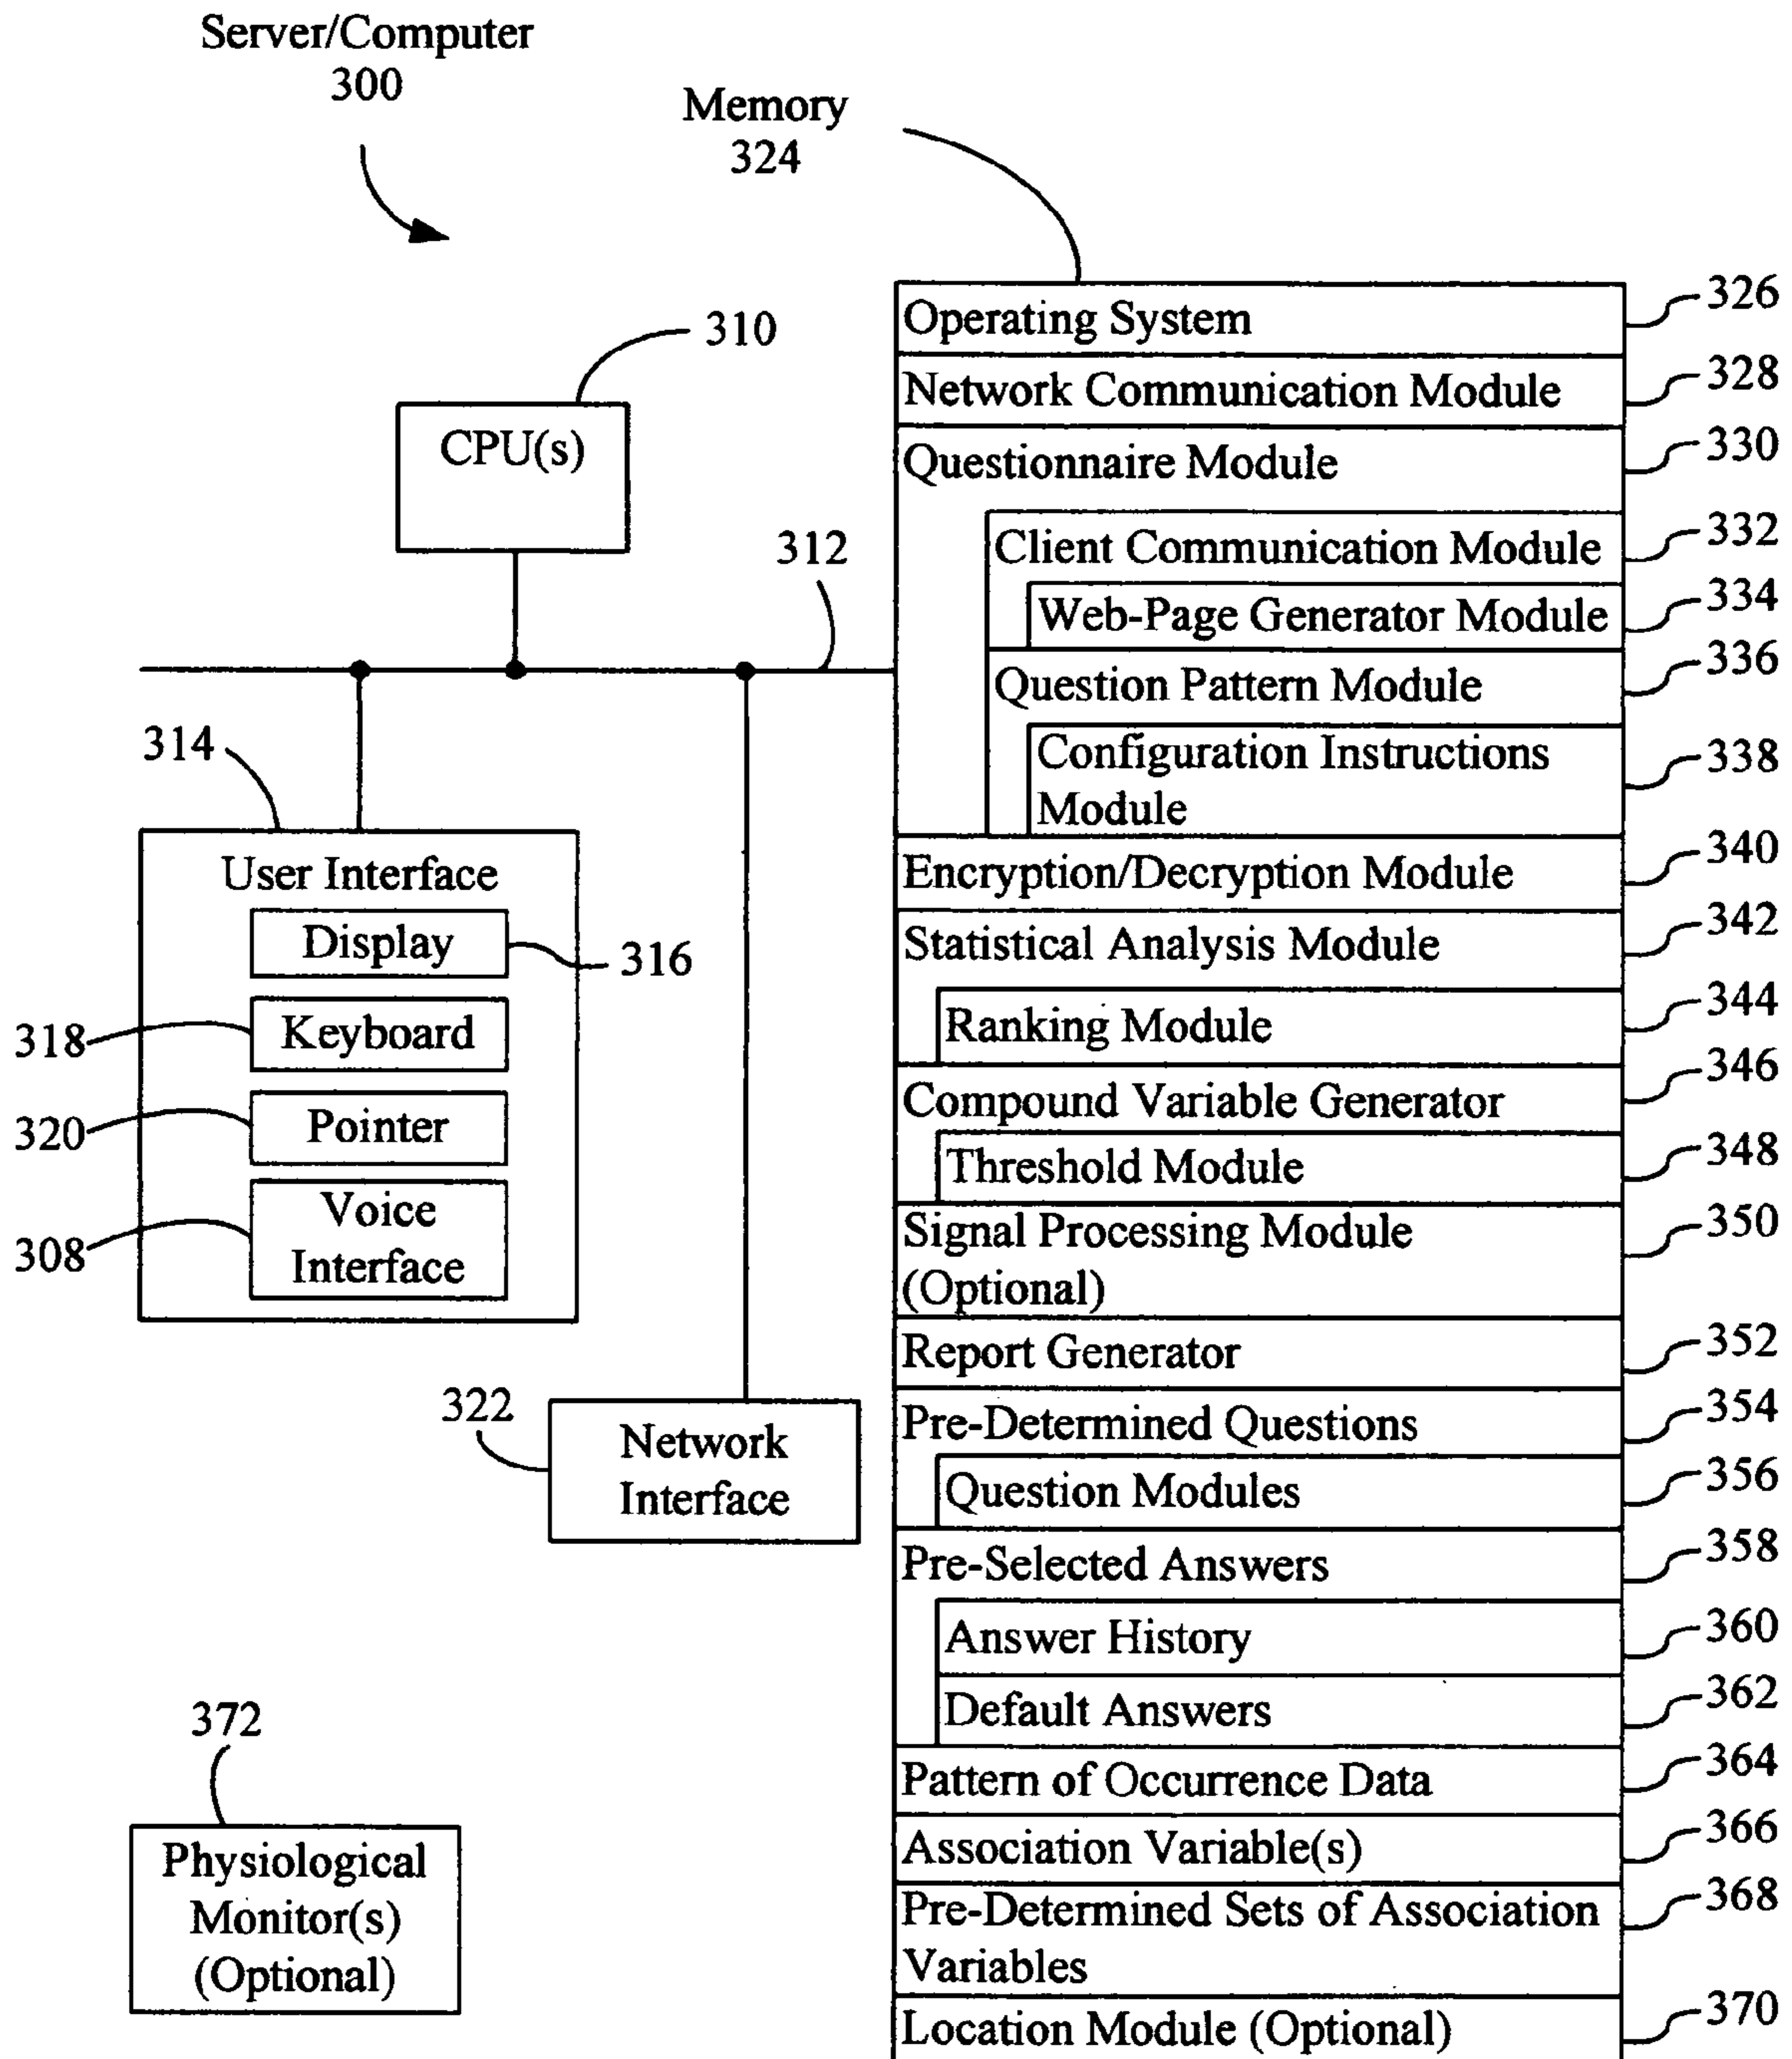 Server/Computer
300
Memory
324
310
CPU(s)
312
314
User Interface
Display
316
318
Keyboard
320
Pointer
308
Voice
Interface
322
Network
Interface
372
Physiological
Monitor(s)
(Optional)
Operating System
326
Network Communication Module
328
Questionnaire Module
330
Client Communication Module
332
Web-Page Generator Module
334
Question Pattern Module
336
Configuration Instructions
Module
338
Encryption/Decryption Module
340
Statistical Analysis Module
342
Ranking Module
344
Compound Variable Generator
346
Threshold Module
348
Signal Processing Module
(Optional)
350
Report Generator
352
Pre-Determined Questions
354
Question Modules
356
Pre-Selected Answers
358
Answer History
360
Default Answers
362
Pattern of Occurrence Data
364
Association Variable(s)
366
Pre-Determined Sets of Association
Variables
368
Location Module (Optional)
370